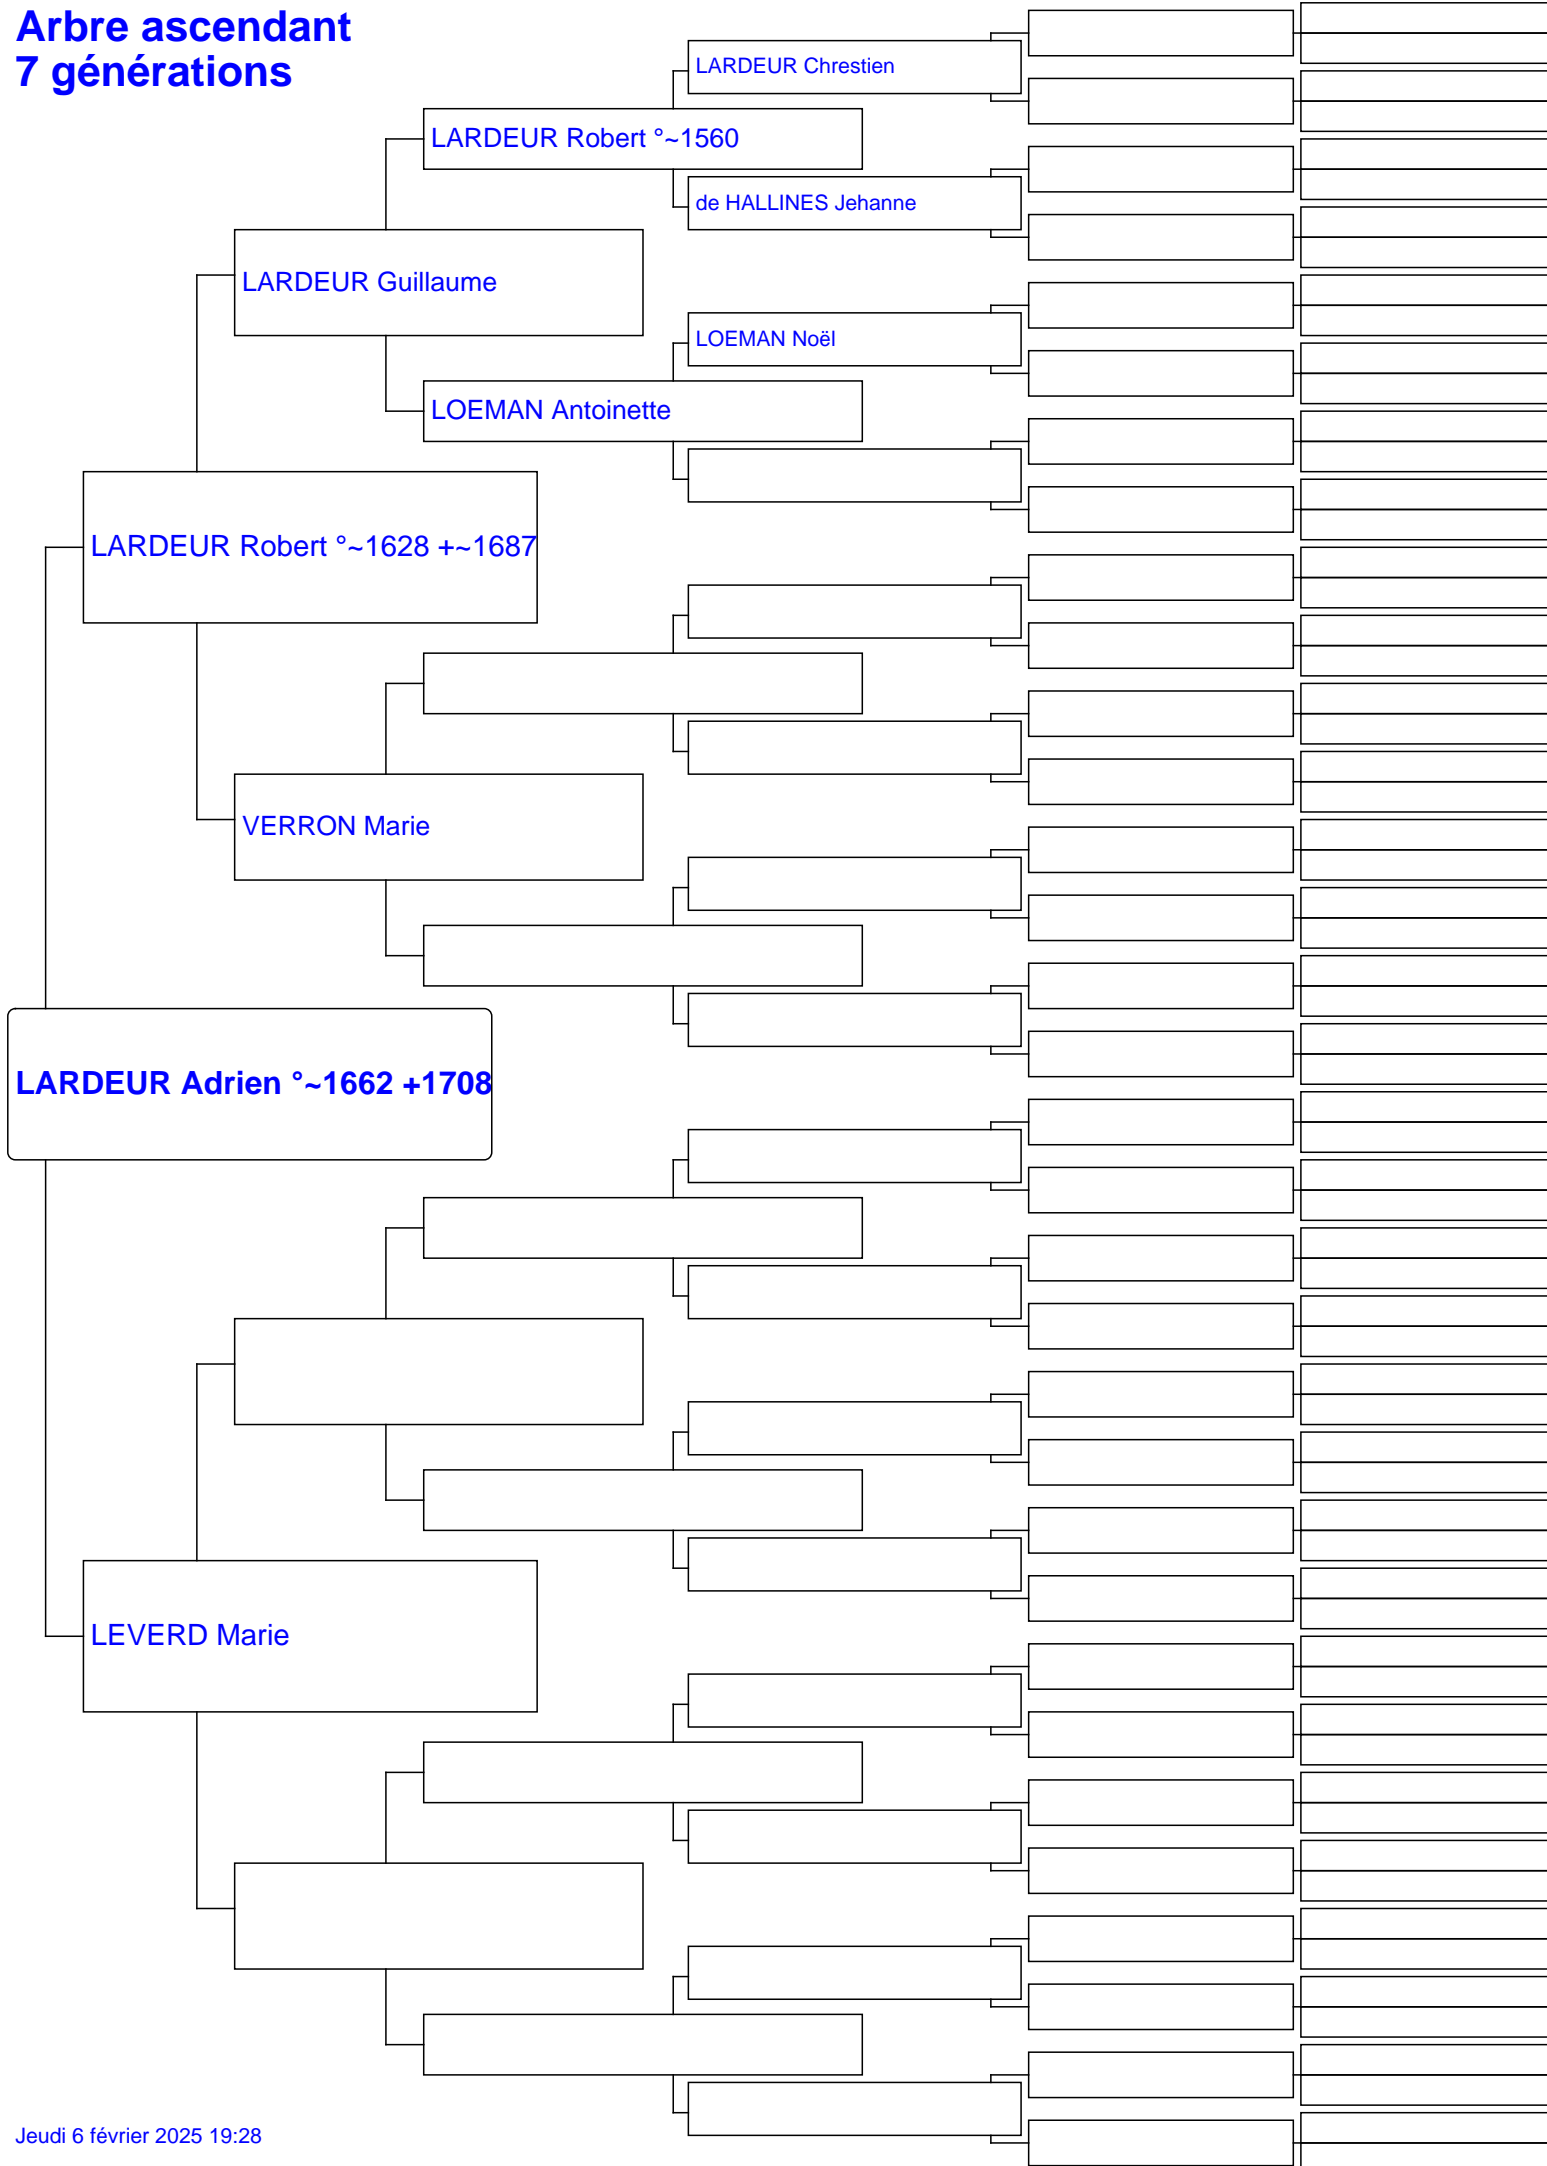 Arbre ascendant
7 générations
LARDEUR Chrestien
LARDEUR Robert °~1560
de HALLINES Jehanne
LARDEUR Guillaume
LOEMAN Noël
LOEMAN Antoinette
LARDEUR Robert °~1628 +~1687
VERRON Marie
LARDEUR Adrien °~1662 +1708
LEVERD Marie
Jeudi 6 février 2025 19:28